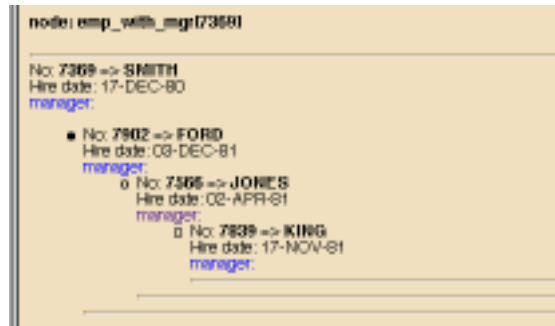 node: emp_with_mgr[7369]
No: 7369 => SMITH
Hire date: 17-DEC-80
manager:
No: 7902 => FORD
Hire date: 03-DEC-81
manager:
No: 7566 => JONES
Hire date: 02-APR-81
manager:
No: 7839 => KING
Hire date: 17-NOV-81
manager: